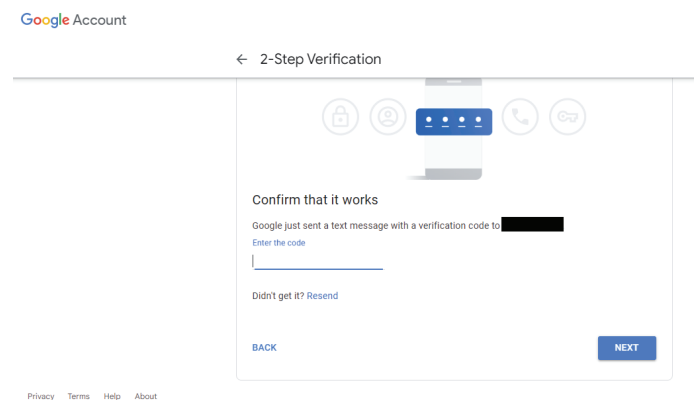 Google Account
← 2-Step Verification
Confirm that it works
Google just sent a text message with a verification code to
Enter the code
Didn't get it? Resend
BACK
NEXT
Privacy Terms Help About